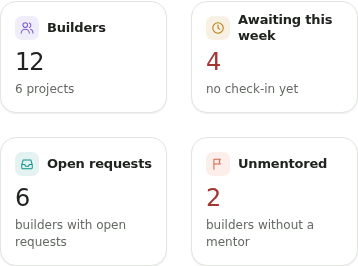 Builders
12
6 projects
Awaiting this
week
4
no check-in yet
Open requests
6
builders with open
requests
Unmentored
2
builders without a
mentor